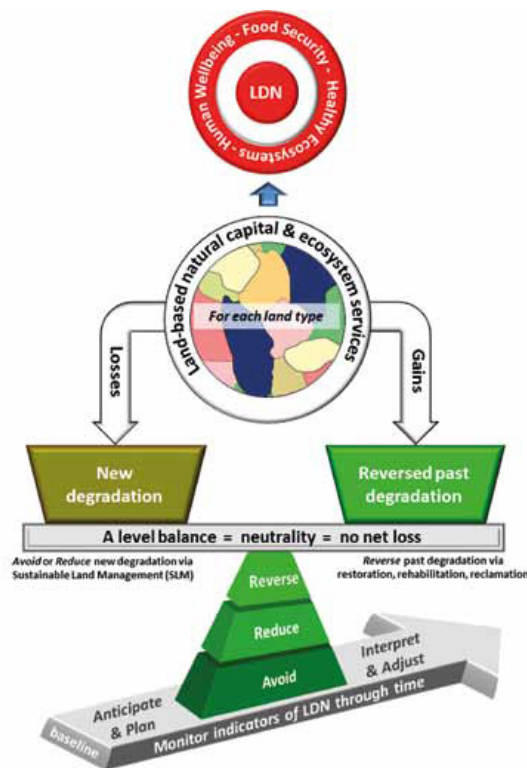 Human Wellbeing - Food Security - Healthy Ecosystems -
LDN
Land-based natural capital & ecosystem services
For each land type
Losses
Gains
New
degradation
Reversed past
degradation
A level balance = neutrality = no net loss
Avoid or Reduce new degradation via
Sustainable Land Management (SLM)
Reverse past degradation via
restoration, rehabilitation, reclamation
Reverse
Reduce
Avoid
Anticipate
& Plan
Interpret
& Adjust
baseline
Monitor indicators of LDN through time